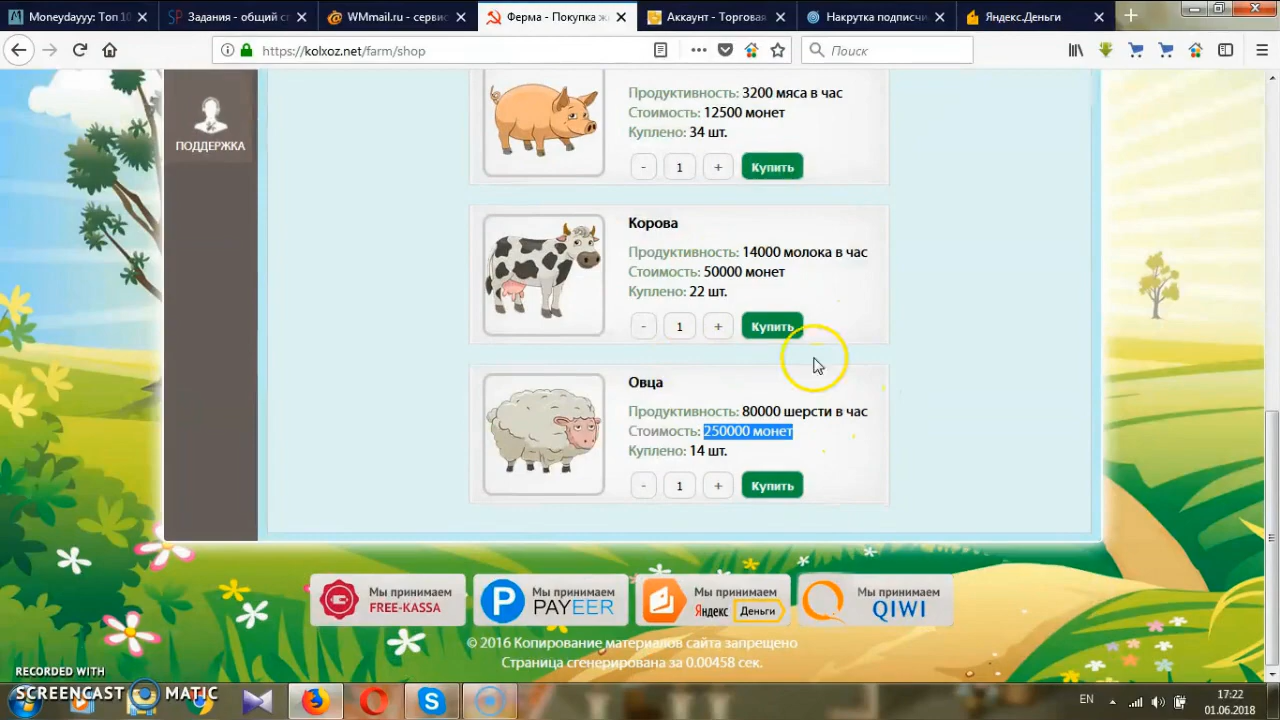 Moneydayyy: Топ 10
Задания - общий сп
WMmail.ru - сервис
Ферма - Покупка ж
Аккаунт - Торговая
Накрутка подписчи
Яндекс.Деньги
https://kolxoz.net/farm/shop
Поиск
ПОДДЕРЖКА
Продуктивность: 3200 мяса в час
Стоимость: 12500 монет
Куплено: 34 шт.
- 1 + Купить
Корова
Продуктивность: 14000 молока в час
Стоимость: 50000 монет
Куплено: 22 шт.
- 1 + Купить
Овца
Продуктивность: 80000 шерсти в час
Стоимость: 250000 монет
Куплено: 14 шт.
- 1 + Купить
Мы принимаем
FREE-KASSA
Мы принимаем
PAYEER
Мы принимаем
Яндекс Деньги
Мы принимаем
QIWI
© 2016 Копирование материалов сайта запрещено
Страница сгенерирована за 0.00458 сек.
RECORDED WITH
SCREENCAST MATIC
EN
17:22
01.06.2018